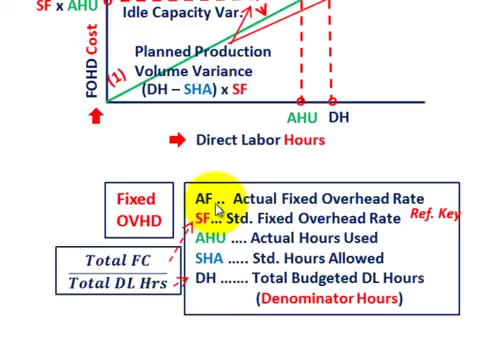 SF x AHU
Idle Capacity Var.
FOHD Cost
(1)
Planned Production
Volume Variance
(DH – SHA) x SF
AHU DH
Direct Labor Hours
Fixed
OVHD
Total FC
Total DL Hrs
AF .. Actual Fixed Overhead Rate
SF... Std. Fixed Overhead Rate
Ref. Key
AHU .... Actual Hours Used
SHA ..... Std. Hours Allowed
DH ....... Total Budgeted DL Hours
(Denominator Hours)